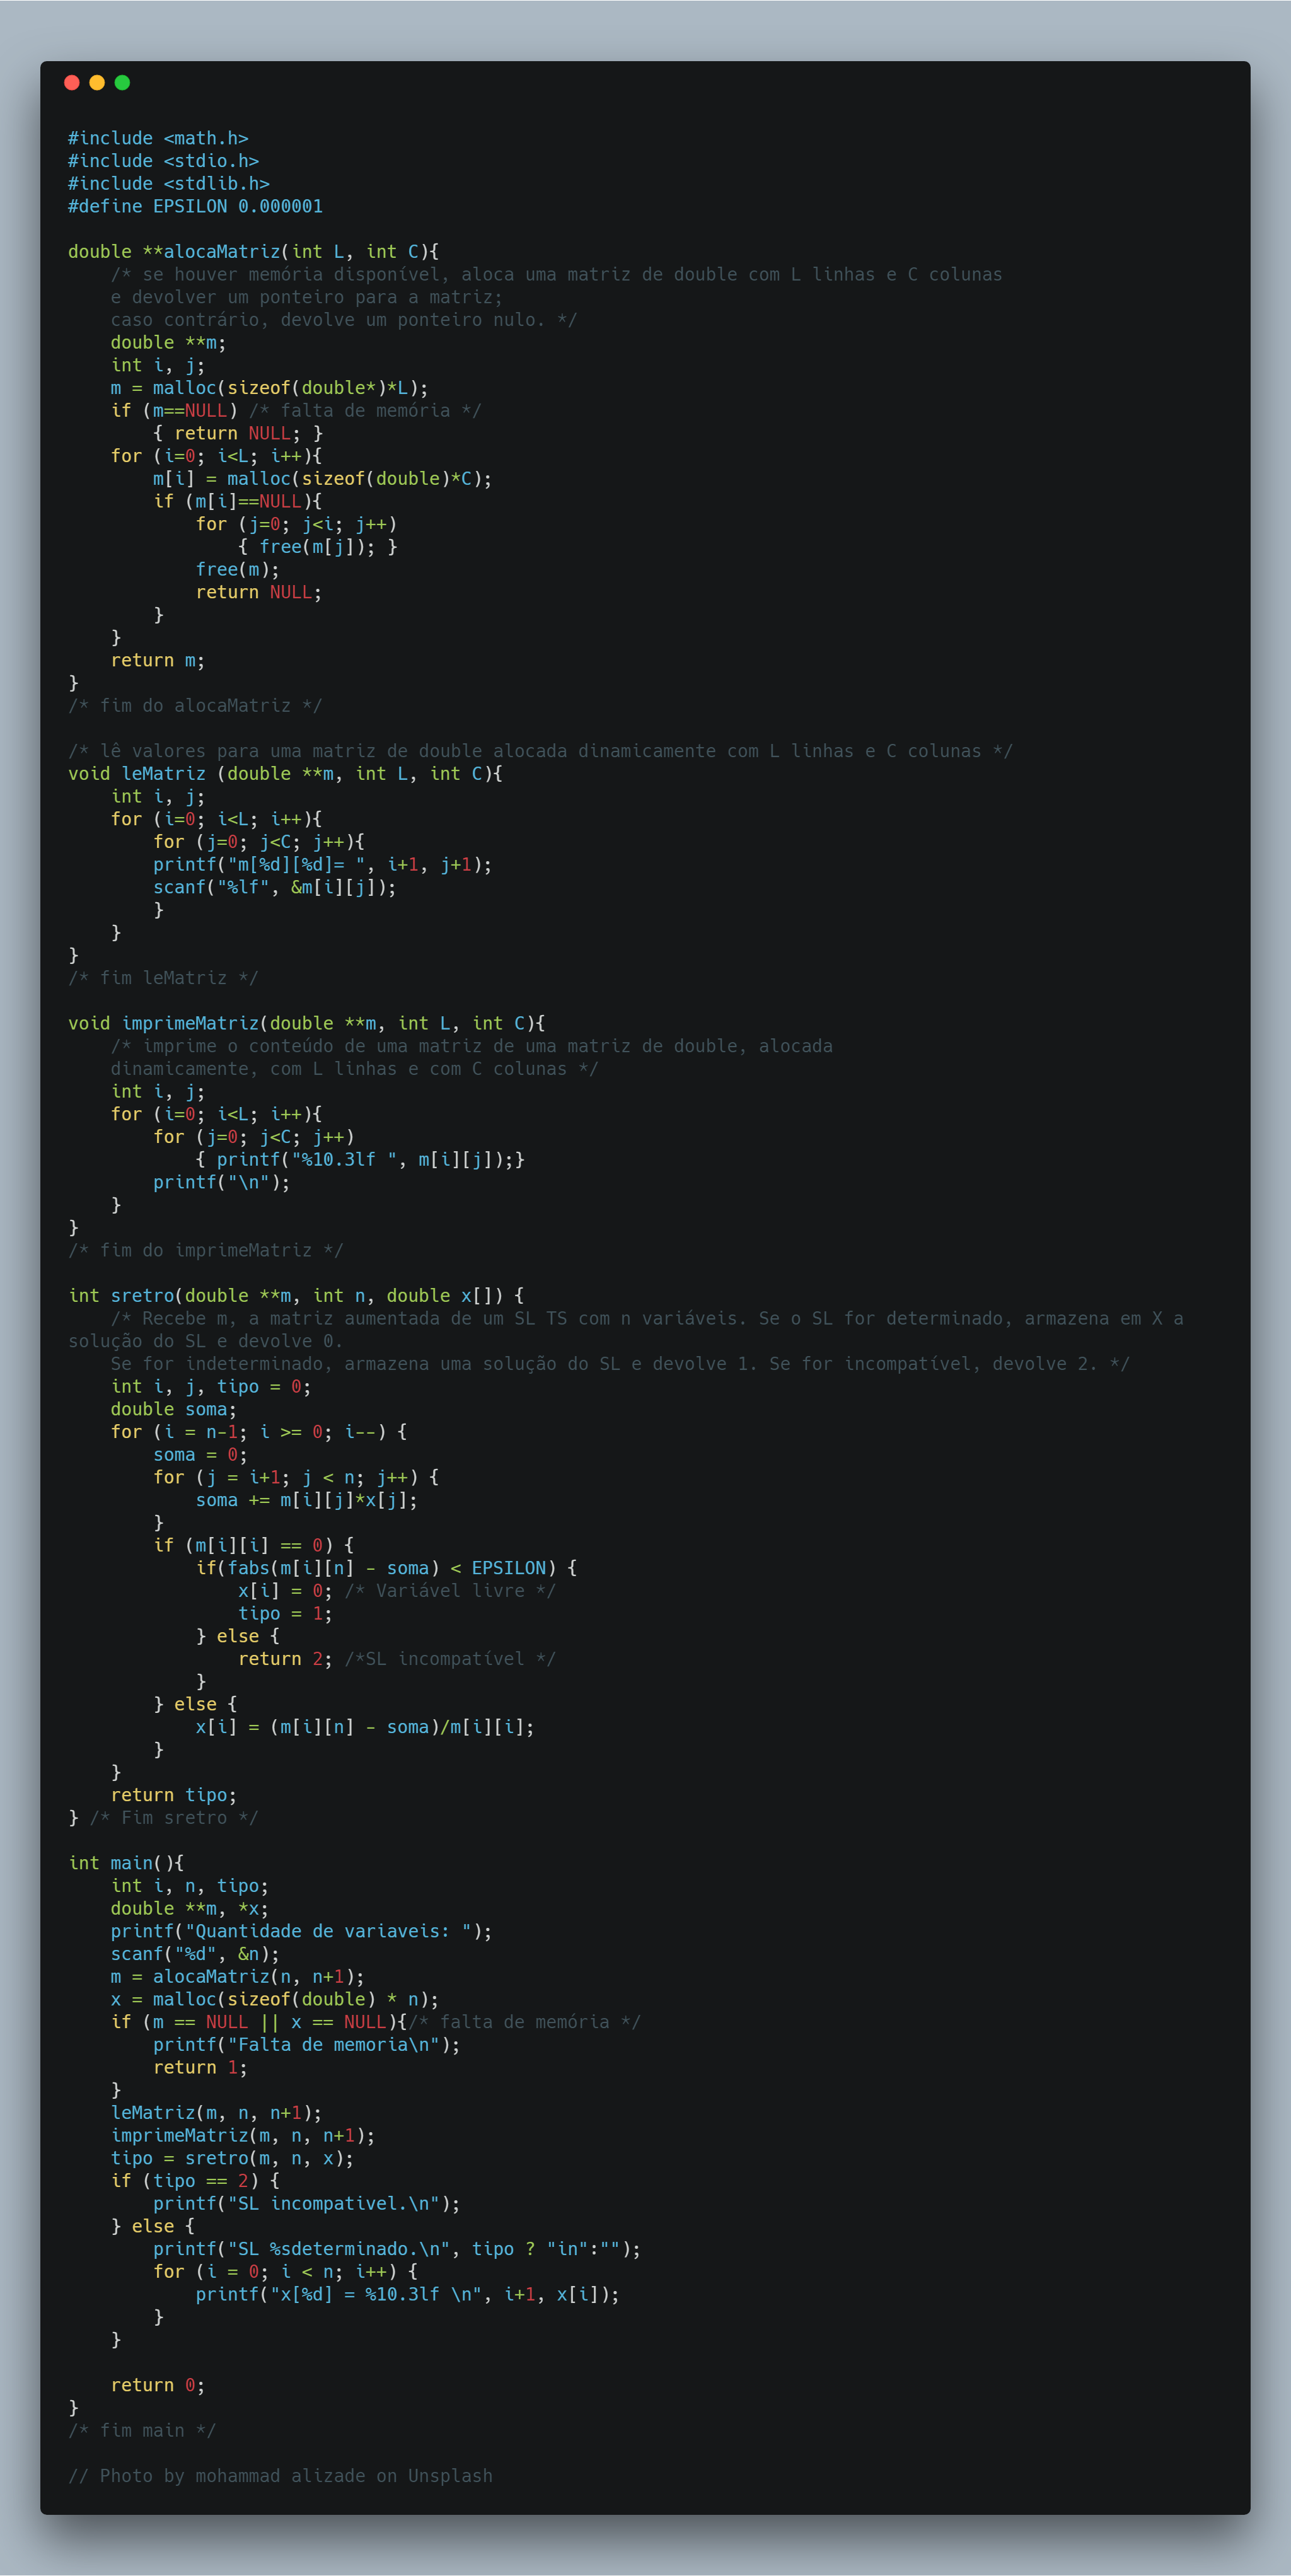 #include <math.h>
#include <stdio.h>
#include <stdlib.h>
#define EPSILON 0.000001

double **alocaMatriz(int L, int C){
    /* se houver memória disponível, aloca uma matriz de double com L linhas e C colunas
    e devolver um ponteiro para a matriz;
    caso contrário, devolve um ponteiro nulo. */
    double **m;
    int i, j;
    m = malloc(sizeof(double*)*L);
    if (m==NULL) /* falta de memória */
        { return NULL; }
    for (i=0; i<L; i++){
        m[i] = malloc(sizeof(double)*C);
        if (m[i]==NULL){
            for (j=0; j<i; j++)
                { free(m[j]); }
            free(m);
            return NULL;
        }
    }
    return m;
}
/* fim do alocaMatriz */

/* lê valores para uma matriz de double alocada dinamicamente com L linhas e C colunas */
void leMatriz (double **m, int L, int C){
    int i, j;
    for (i=0; i<L; i++){
        for (j=0; j<C; j++){
        printf("m[%d][%d]= ", i+1, j+1);
        scanf("%lf", &m[i][j]);
        }
    }
}
/* fim leMatriz */

void imprimeMatriz(double **m, int L, int C){
    /* imprime o conteúdo de uma matriz de uma matriz de double, alocada
    dinamicamente, com L linhas e com C colunas */
    int i, j;
    for (i=0; i<L; i++){
        for (j=0; j<C; j++)
            { printf("%10.3lf ", m[i][j]);}
        printf("\n");
    }
}
/* fim do imprimeMatriz */

int sretro(double **m, int n, double x[]) {
    /* Recebe m, a matriz aumentada de um SL TS com n variáveis. Se o SL for determinado, armazena em X a
solução do SL e devolve 0.
    Se for indeterminado, armazena uma solução do SL e devolve 1. Se for incompatível, devolve 2. */
    int i, j, tipo = 0;
    double soma;
    for (i = n-1; i >= 0; i--) {
        soma = 0;
        for (j = i+1; j < n; j++) {
            soma += m[i][j]*x[j];
        }
        if (m[i][i] == 0) {
            if(fabs(m[i][n] - soma) < EPSILON) {
                x[i] = 0; /* Variável livre */
                tipo = 1;
            } else {
                return 2; /*SL incompatível */
            }
        } else {
            x[i] = (m[i][n] - soma)/m[i][i];
        }
    }
    return tipo;
} /* Fim sretro */

int main(){
    int i, n, tipo;
    double **m, *x;
    printf("Quantidade de variaveis: ");
    scanf("%d", &n);
    m = alocaMatriz(n, n+1);
    x = malloc(sizeof(double) * n);
    if (m == NULL || x == NULL){/* falta de memória */
        printf("Falta de memoria\n");
        return 1;
    }
    leMatriz(m, n, n+1);
    imprimeMatriz(m, n, n+1);
    tipo = sretro(m, n, x);
    if (tipo == 2) {
        printf("SL incompativel.\n");
    } else {
        printf("SL %sdeterminado.\n", tipo ? "in":"");
        for (i = 0; i < n; i++) {
            printf("x[%d] = %10.3lf \n", i+1, x[i]);
        }
    }

    return 0;
}
/* fim main */

// Photo by mohammad alizade on Unsplash